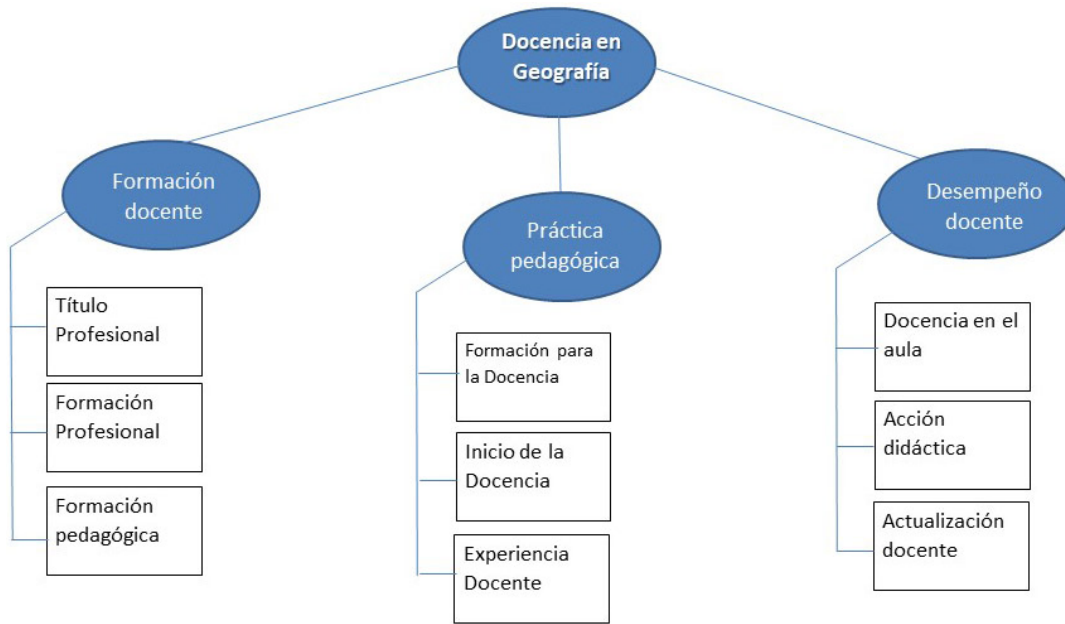 Docencia en
Geografía
Formación
docente
Título
Profesional
Formación
Profesional
Formación
pedagógica
Práctica
pedagógica
Formación para
la Docencia
Inicio de la
Docencia
Experiencia
Docente
Desempeño
docente
Docencia en el
aula
Acción
didáctica
Actualización
docente